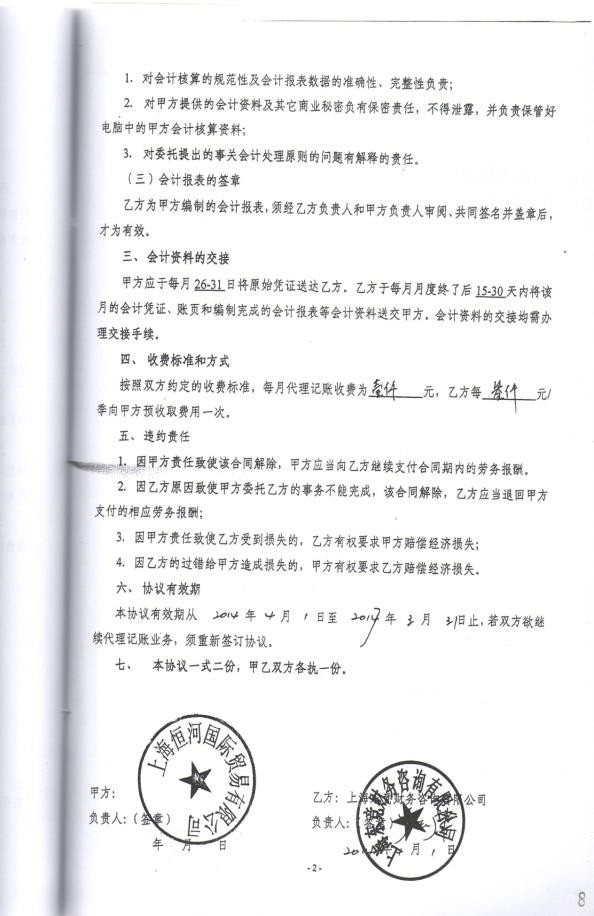 1. 对会计核算的规范性及会计报表数据的准确性、完整性负责;
2. 对甲方提供的会计资料及其它商业秘密负有保密责任，不得泄露，并负责保管好
电脑中的甲方会计核算资料;
3. 对委托提出的事关会计处理原则的问题有解释的责任。
(三)会计报表的签章
乙方为甲方编制的会计报表,须经乙方负责人和甲方负责人审阅、共同签名并盖章后，
才为有效。
三、会计资料的交接
甲方应于每月26-31日将原始凭证送达乙方。乙方于每月月度终了后15-30天内将该
月的会计凭证、账页和编制完成的会计报表等会计资料送交甲方。会计资料的交接均需办
理交接手续。
四、收费标准和方式
按照双方约定的收费标准，每月代理记账收费为壹仟元，乙方每 元/
季向甲方预收取费用一次。
五、违约责任
1. 因甲方责任致使该合同解除，甲方应当向乙方继续支付合同期内的劳务报酬。
2. 因乙方原因致使甲方委托乙方的事务不能完成，该合同解除，乙方应当退回甲方
支付的相应劳务报酬;
3. 因甲方责任致使乙方受到损失的，乙方有权要求甲方赔偿经济损失;
4. 因乙方的过错给甲方造成损失的，甲方有权要求乙方赔偿经济损失。
六、协议有效期
本协议有效期从 2014 年 4 月 1 日至 2017 年 3 月 31日止,若双方欲继
续代理记账业务，须重新签订协议。
七、 本协议一式二份，甲乙双方各执一份。
上海恒河国际贸易有限公司
甲方:
负责人:(签章)
年 月 日
乙方: 上海 财务咨询有限公司
负责人:
月 1 日
-2-
8